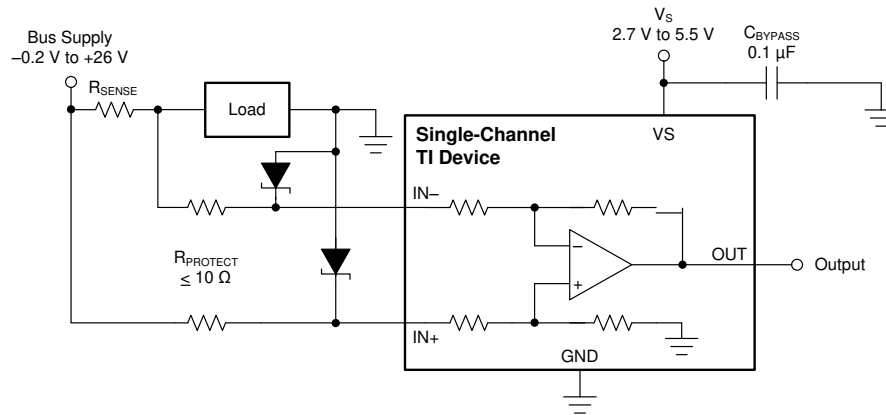 Bus Supply
–0.2 V to +26 V
RSENSE
Load
VS
2.7 V to 5.5 V
CBYPASS
0.1 µF
VS
Single-Channel
TI Device
IN–
RPROTECT
≤ 10 Ω
–
+
OUT
Output
IN+
GND